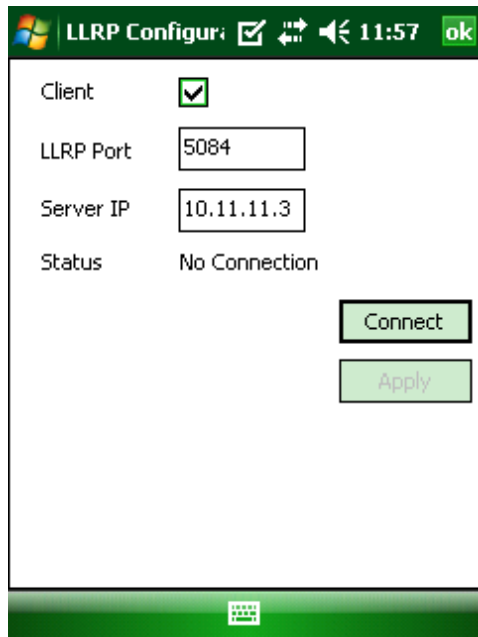 LLRP Configura 11:57 ok
Client
LLRP Port 5084
Server IP 10.11.11.3
Status No Connection
Connect
Apply